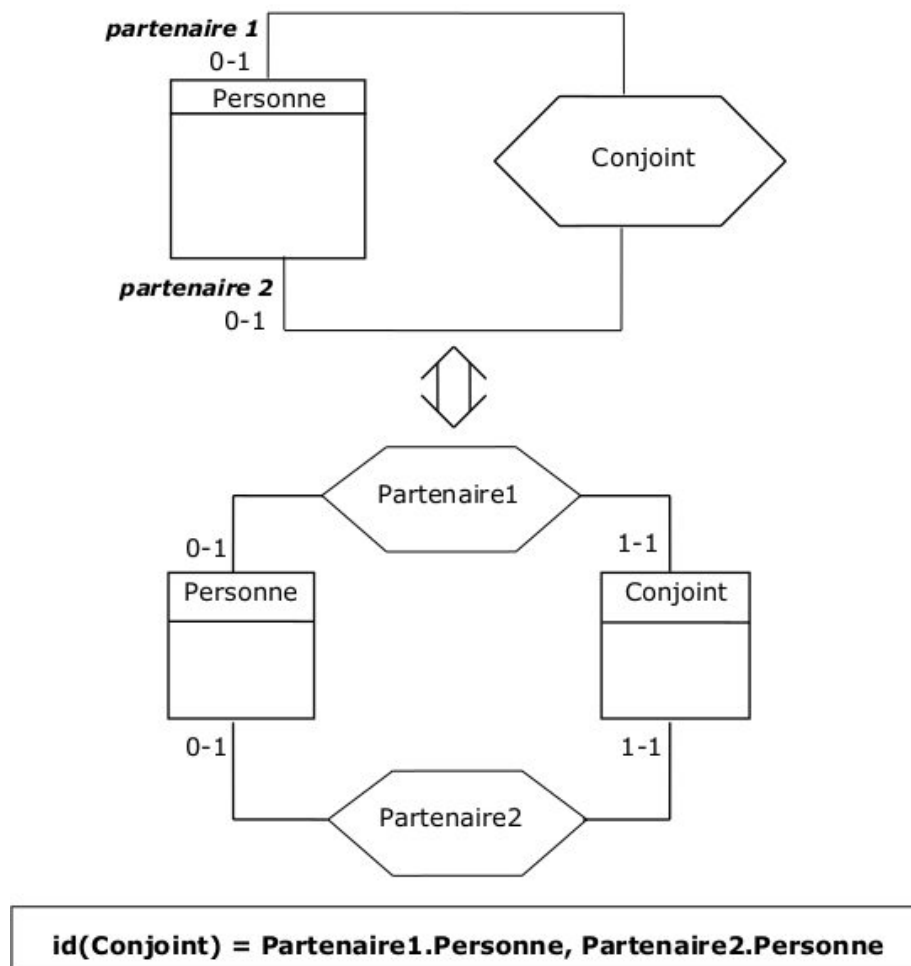 partenaire 1
0-1
Personne
Conjoint
partenaire 2
0-1
Partenaire1
0-1
1-1
Personne
Conjoint
0-1
1-1
Partenaire2
id(Conjoint) = Partenaire1.Personne, Partenaire2.Personne